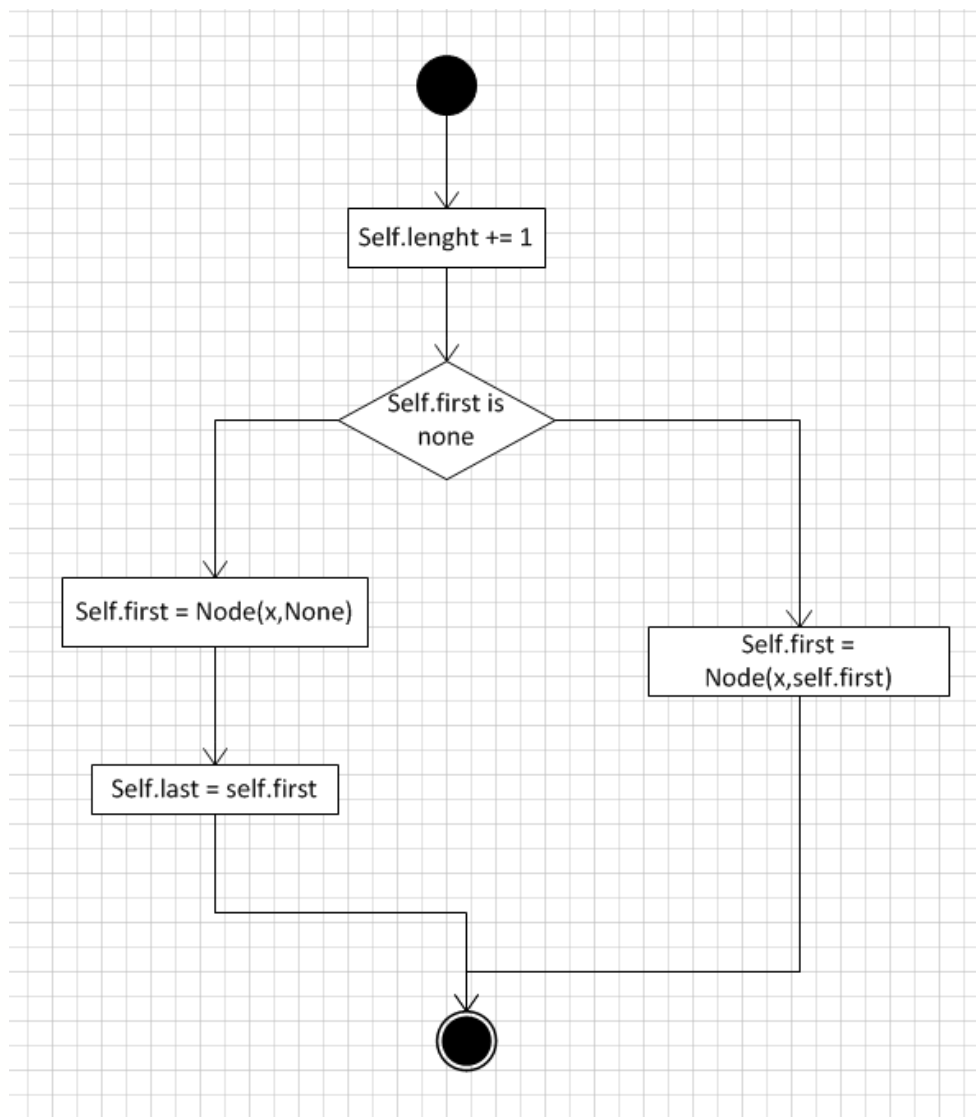 Self.lenght += 1
Self.first is
none
Self.first = Node(x,None)
Self.first =
Node(x,self.first)
Self.last = self.first